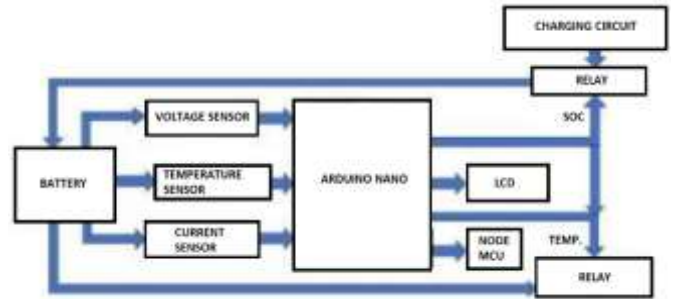 CHARGING CIRCUIT
RELAY
SOC
VOLTAGE SENSOR
BATTERY
TEMPERATURE
SENSOR
ARDUINO NANO
LCD
CURRENT
SENSOR
NODE
MCU
TEMP.
RELAY